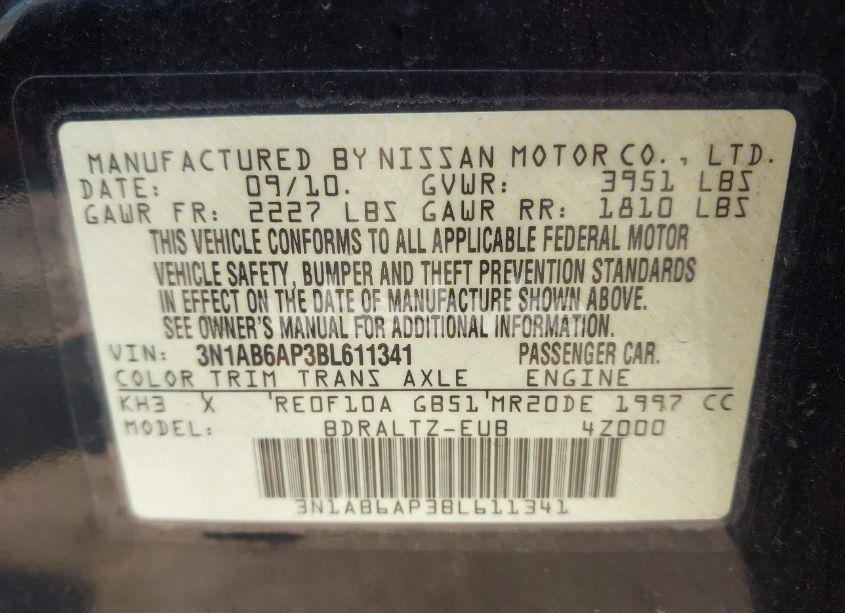 MANUFACTURED BY NISSAN MOTOR CO., LTD.
DATE: 09/10. GVWR: 3951 LBS
GAWR FR: 2227 LBS GAWR RR: 1810 LBS
THIS VEHICLE CONFORMS TO ALL APPLICABLE FEDERAL MOTOR
VEHICLE SAFETY, BUMPER AND THEFT PREVENTION STANDARDS
IN EFFECT ON THE DATE OF MANUFACTURE SHOWN ABOVE.
SEE OWNER'S MANUAL FOR ADDITIONAL INFORMATION.
VIN: 3N1AB6AP3BL611341 PASSENGER CAR.
COLOR TRIM TRANS AXLE ENGINE
KH3 X 'RE0F10A GB51'MR20DE 1997 CC
MODEL: BDRALTZ-EUB 4Z000
3N1AB6AP3BL611341